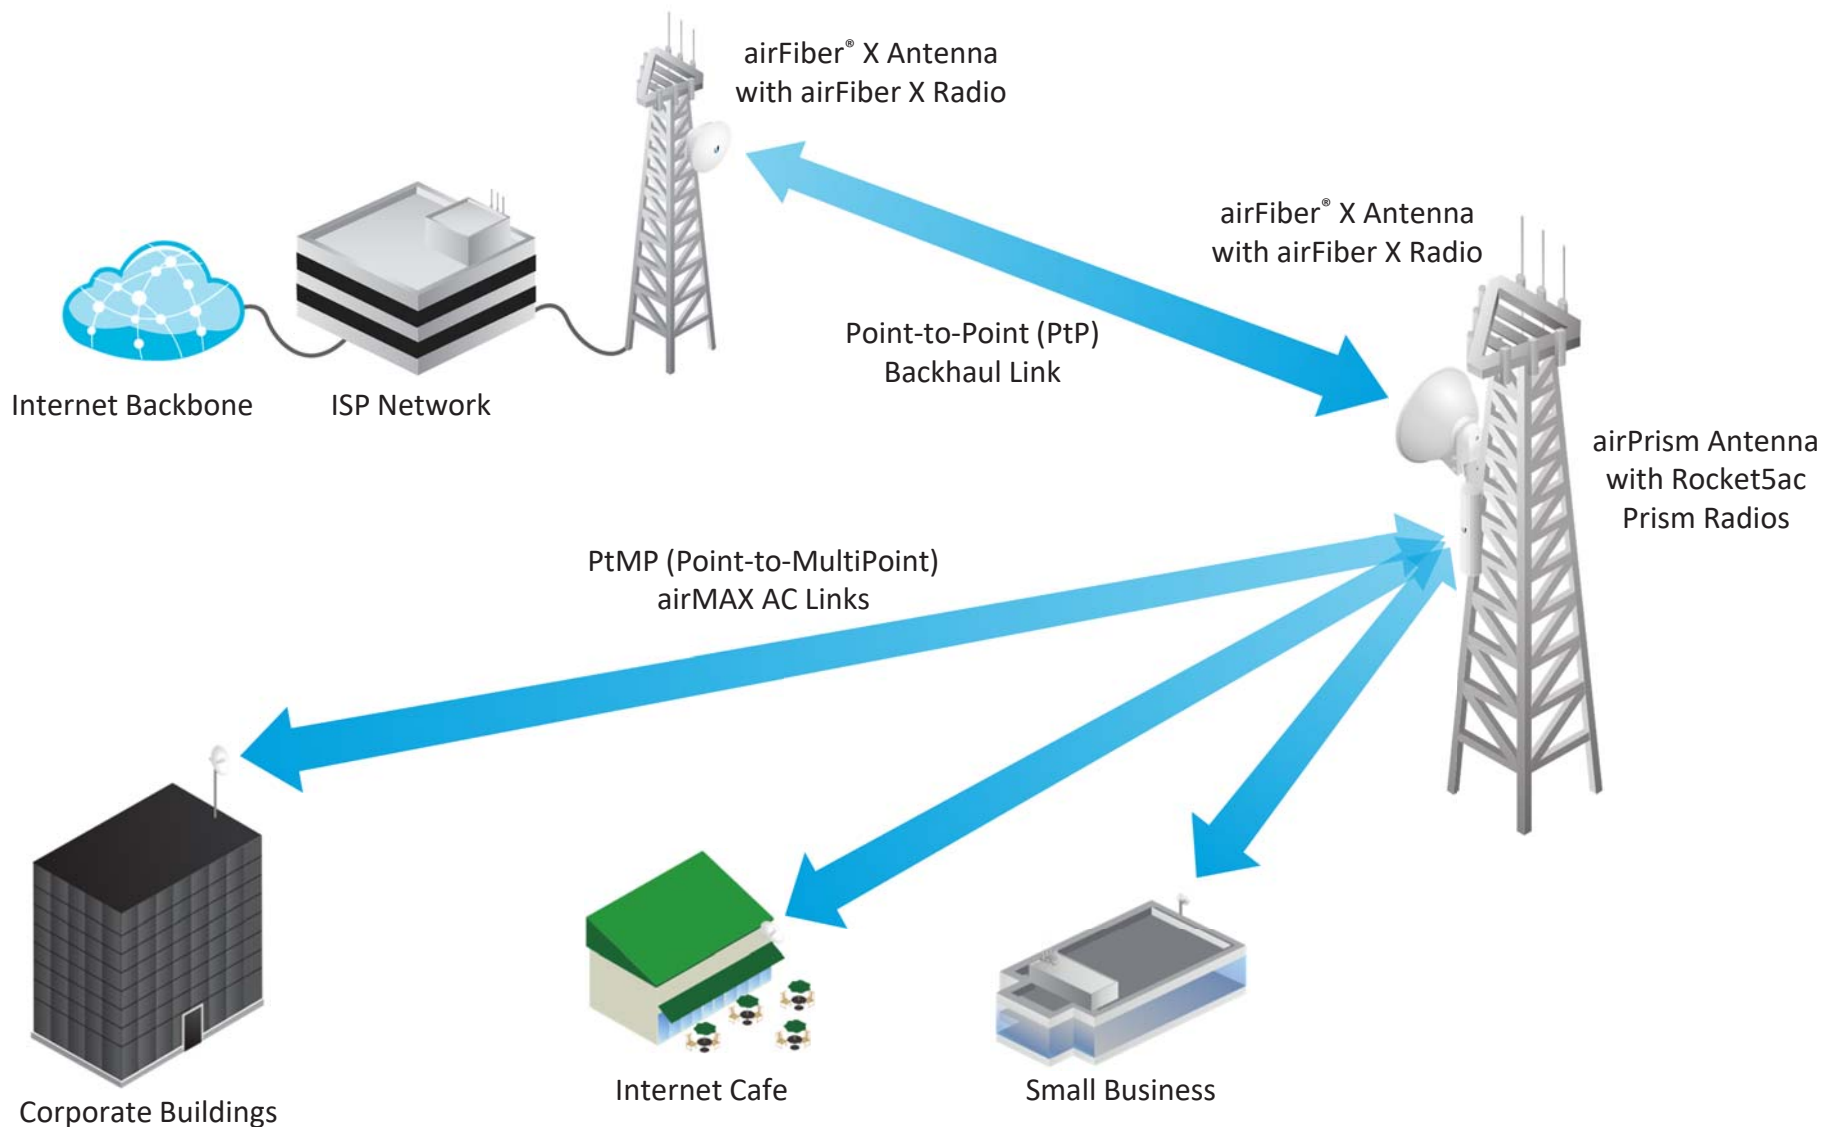 airFiber® X Antenna
with airFiber X Radio
airFiber® X Antenna
with airFiber X Radio
Point-to-Point (PtP)
Backhaul Link
Internet Backbone
ISP Network
airPrism Antenna
with Rocket5ac
Prism Radios
PtMP (Point-to-MultiPoint)
airMAX AC Links
Corporate Buildings
Internet Cafe
Small Business